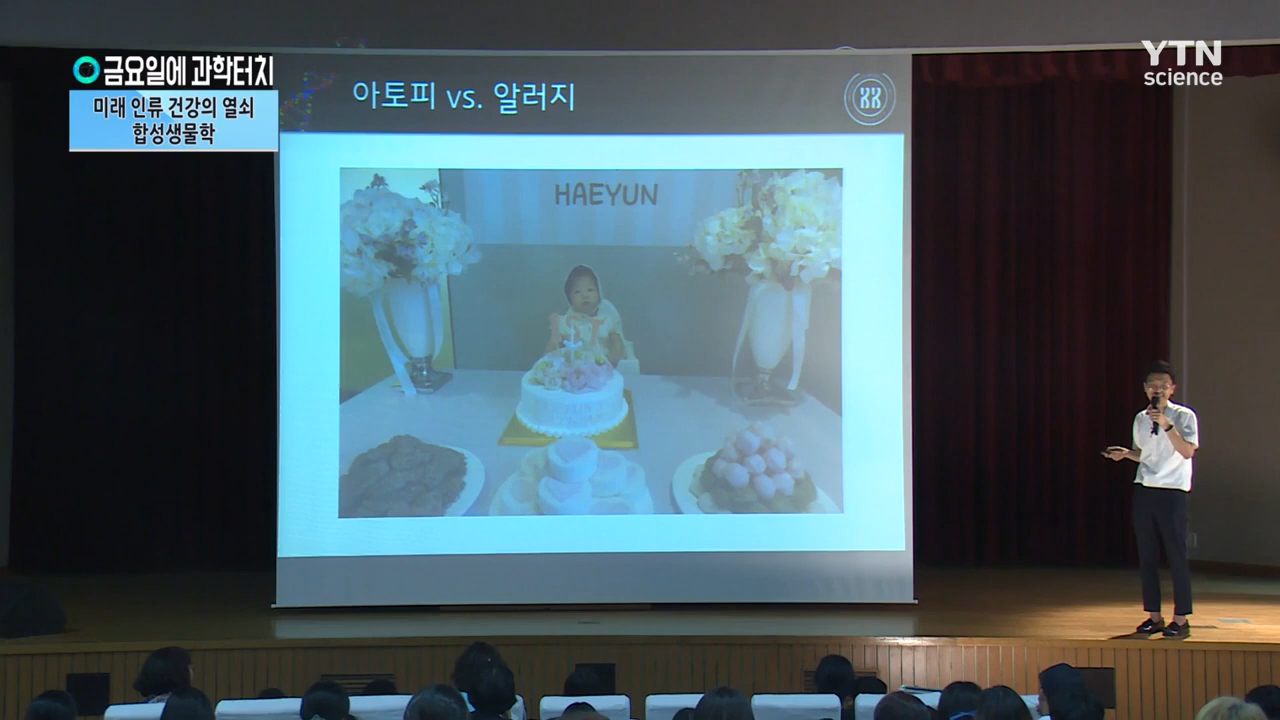 금요일에 과학터치
미래 인류 건강의 열쇠
합성생물학
YTN
science
아토피 vs. 알러지
HAEYUN